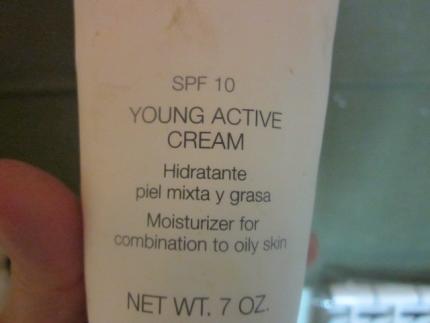 SPF 10
YOUNG ACTIVE
CREAM
Hidratante
piel mixta y grasa
Moisturizer for
combination to oily skin
NET WT. 7 OZ.